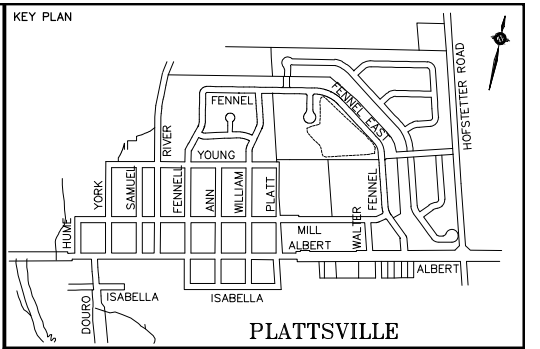 KEY PLAN
N
HOFSTETTER ROAD
FENNEL
FENNEL EAST
RIVER
YOUNG
YORK
SAMUEL
FENNELL
ANN
WILLIAM
PLATT
FENNEL
WALTER
HUME
MILL
ALBERT
ALBERT
ISABELLA
ISABELLA
DOURO
PLATTSVILLE